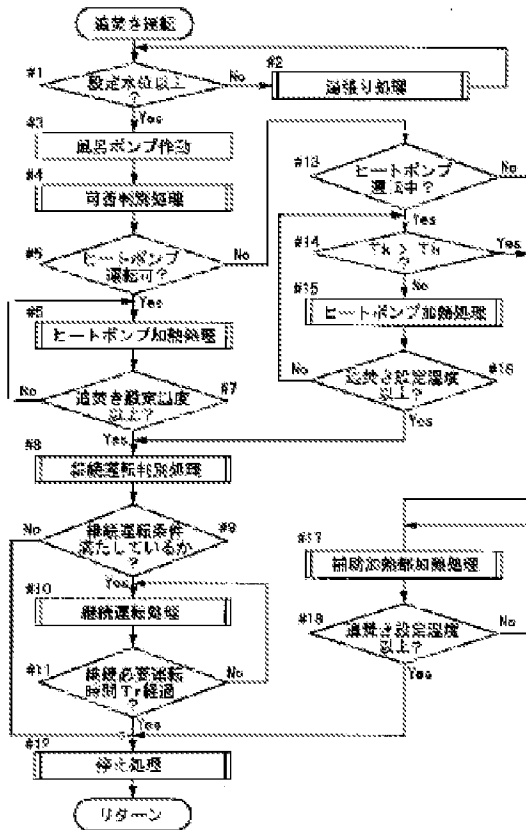 追焚き運転
#1
設定水位以上
?
No
#2
湯張り処理
Yes
#3
風呂ポンプ作動
#4
可否判別処理
#5
ヒートポンプ
運転可?
No
Yes
#6
ヒートポンプ加熱処理
#7
追焚き設定温度
以上?
No
Yes
#8
継続運転判別処理
#9
継続運転条件
満たしているか
?
No
Yes
#10
継続運転処理
#11
継続必要運転
時間Tr経過
?
No
Yes
#12
停止処理
リターン
#13
ヒートポンプ
運転中?
No
Yes
#14
?
Yes
No
#15
ヒートポンプ加熱処理
#16
追焚き設定温度
以上?
No
Yes
#17
補助加熱部加熱処理
#18
追焚き設定温度
以上?
No
Yes